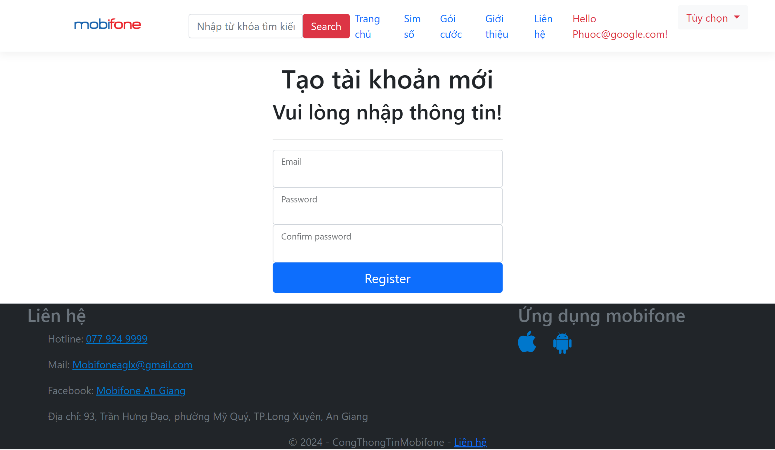 mobifone
Nhập từ khóa tìm kiếm
Search
Trang chủ
Sim số
Gói cước
Giới thiệu
Liên hệ
Hello Phuoc@google.com!
Tùy chọn
Tạo tài khoản mới
Vui lòng nhập thông tin!
Email
Password
Confirm password
Register
Liên hệ
Hotline: 077 924 9999
Mail: Mobifoneaglx@gmail.com
Facebook: Mobifone An Giang
Địa chỉ: 93, Trần Hưng Đạo, phường Mỹ Quý, TP.Long Xuyên, An Giang
Ứng dụng mobifone
© 2024 - CongThongTinMobifone - Liên hệ